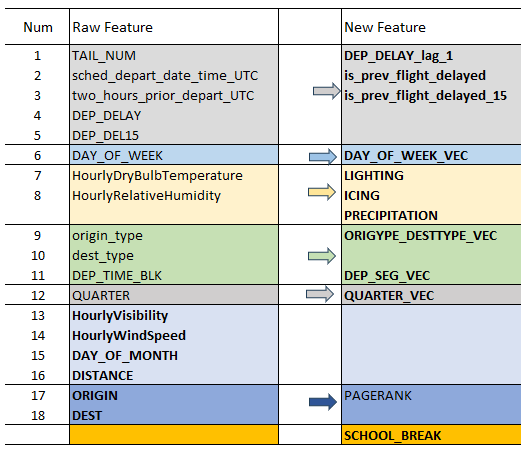 Num Raw Feature New Feature
1 TAIL_NUM DEP_DELAY_lag_1
2 sched_depart_date_time_UTC is_prev_flight_delayed
3 two_hours_prior_depart_UTC is_prev_flight_delayed_15
4 DEP_DELAY
5 DEP_DEL15
6 DAY_OF_WEEK DAY_OF_WEEK_VEC
7 HourlyDryBulbTemperature LIGHTING
8 HourlyRelativeHumidity ICING
PRECIPITATION
9 origin_type ORIGYPE_DESTTYPE_VEC
10 dest_type
11 DEP_TIME_BLK DEP_SEG_VEC
12 QUARTER QUARTER_VEC
13 HourlyVisibility
14 HourlyWindSpeed
15 DAY_OF_MONTH
16 DISTANCE
17 ORIGIN PAGERANK
18 DEST
SCHOOL_BREAK